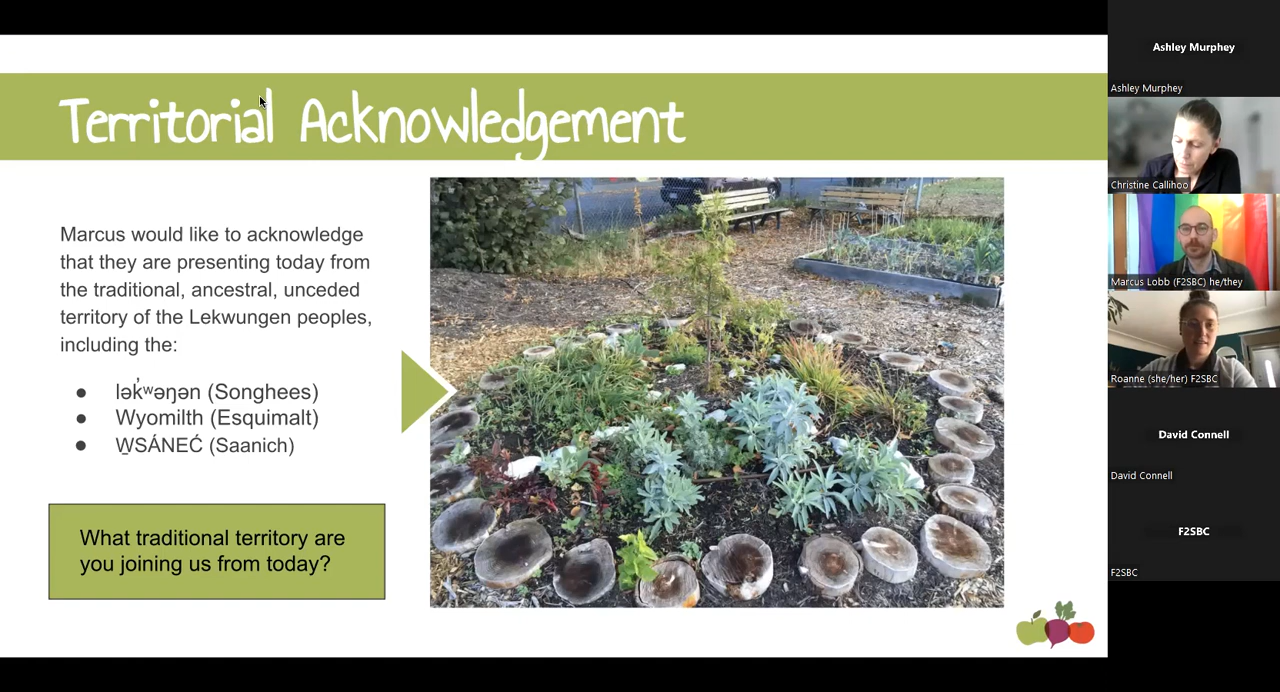 Territorial Acknowledgement
Marcus would like to acknowledge
that they are presenting today from
the traditional, ancestral, unceded
territory of the Lekwungen peoples,
including the:
● lək̓ʷəŋən (Songhees)
● Wyomilth (Esquimalt)
● W̱SÁNEĆ (Saanich)
What traditional territory are
you joining us from today?
Ashley Murphey
Ashley Murphey
Christine Callihoo
Marcus Lobb (F2SBC) he/they
Roanne (she/her) F2SBC
David Connell
David Connell
F2SBC
F2SBC